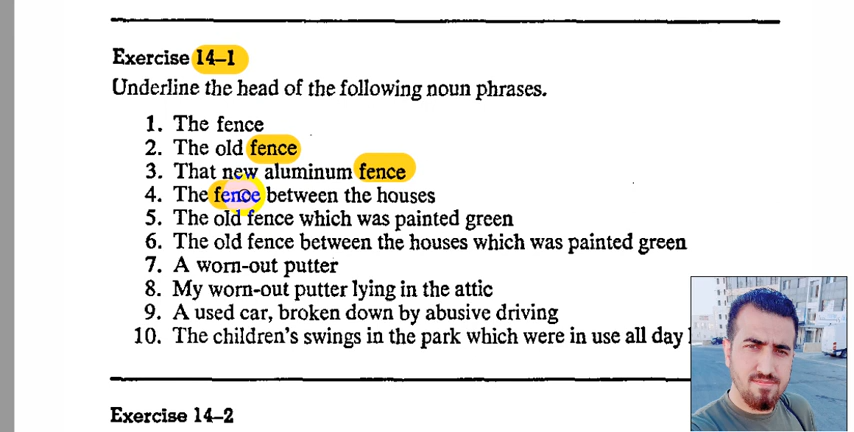 Exercise 14–1
Underline the head of the following noun phrases.
1. The fence
2. The old fence
3. That new aluminum fence
4. The fence between the houses
5. The old fence which was painted green
6. The old fence between the houses which was painted green
7. A worn-out putter
8. My worn-out putter lying in the attic
9. A used car, broken down by abusive driving
10. The children's swings in the park which were in use all day
Exercise 14–2